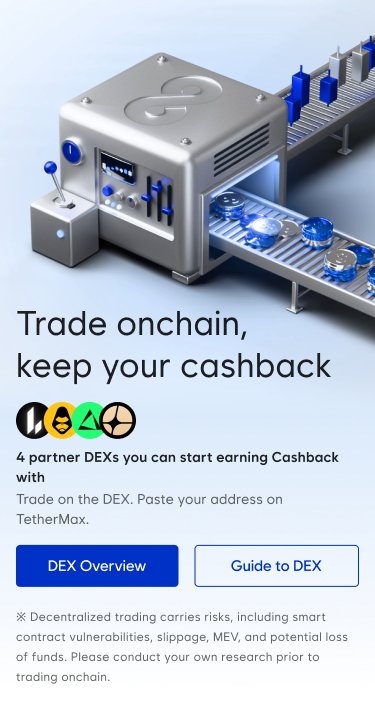 Trade onchain,
keep your cashback
4 partner DEXs you can start earning Cashback
with
Trade on the DEX. Paste your address on
TetherMax.
DEX Overview
Guide to DEX
※ Decentralized trading carries risks, including smart
contract vulnerabilities, slippage, MEV, and potential loss
of funds. Please conduct your own research prior to
trading onchain.